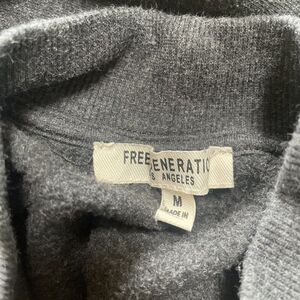 FREE ENERATIO
S ANGELES
M
MADE IN